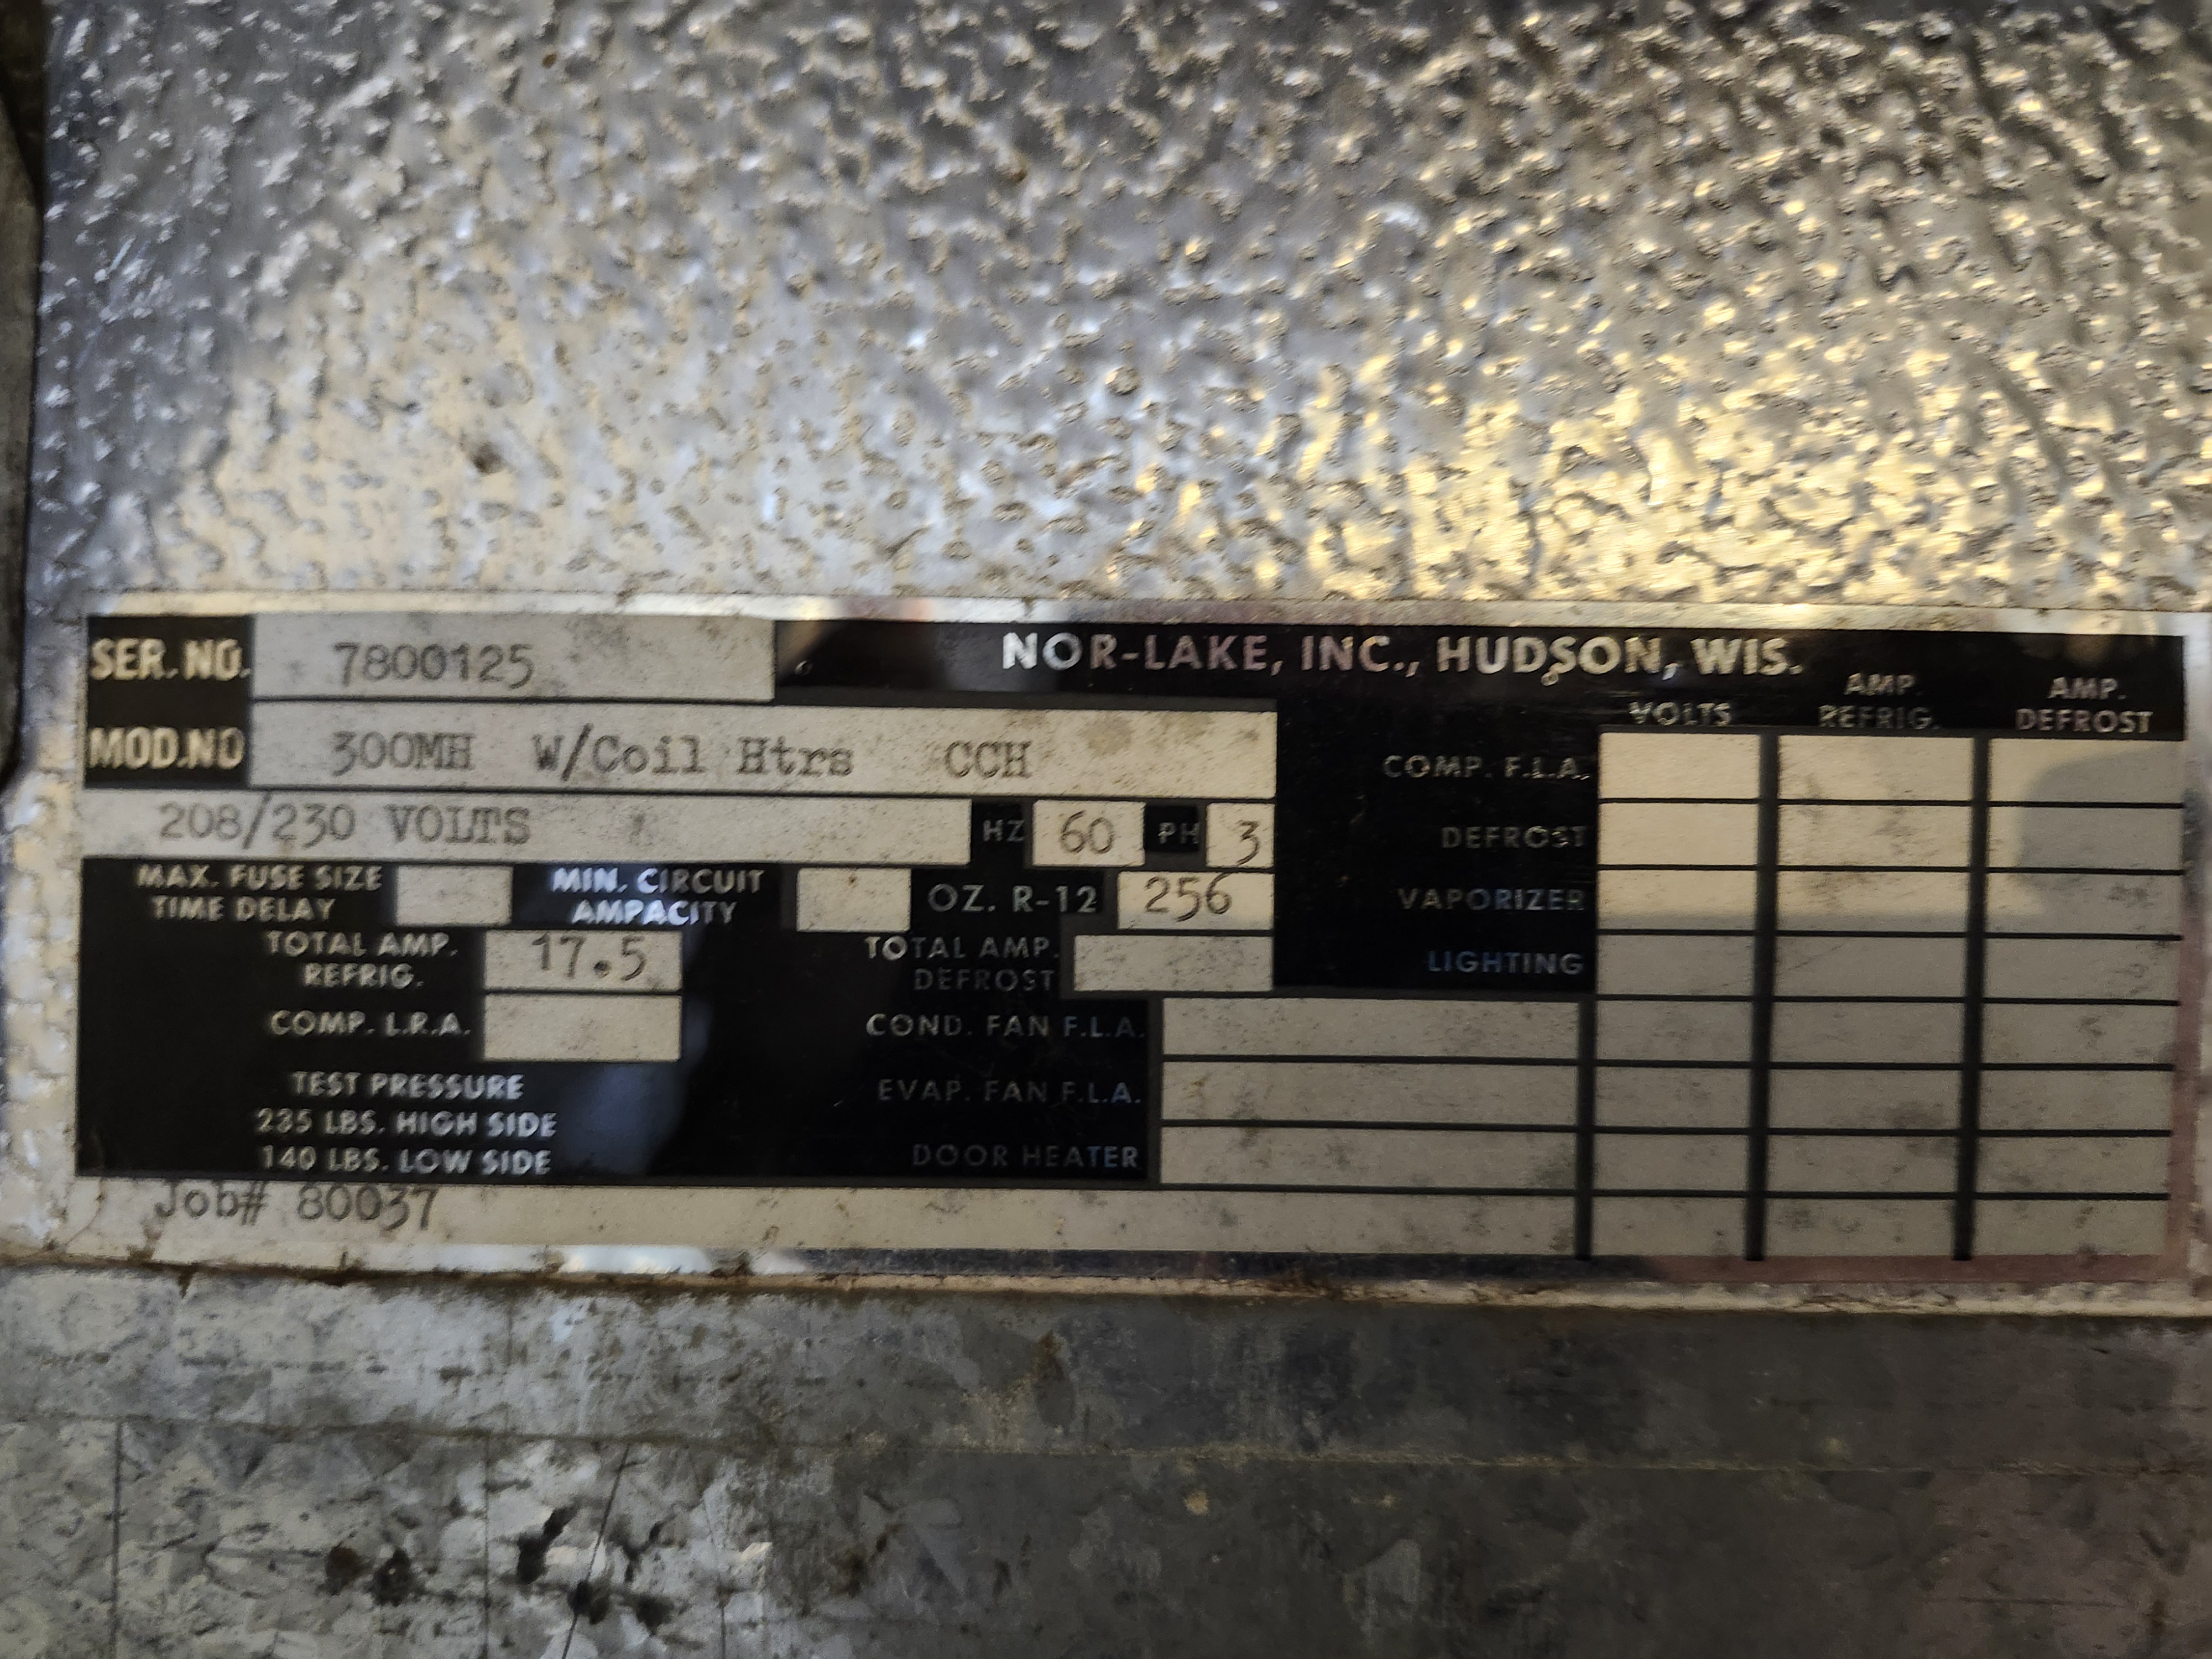 SER. NO. 7800125 NOR-LAKE, INC., HUDSON, WIS.
VOLTS AMP. REFRIG. AMP. DEFROST
MOD.NO 300MH W/Coil Htrs CCH
COMP. F.L.A.
208/230 VOLTS HZ 60 PH 3
DEFROST
MAX. FUSE SIZE TIME DELAY MIN. CIRCUIT AMPACITY OZ. R-12 256
VAPORIZER
TOTAL AMP. REFRIG. 17.5 TOTAL AMP. DEFROST
LIGHTING
COMP. L.R.A. COND. FAN F.L.A.
TEST PRESSURE EVAP. FAN F.L.A.
235 LBS. HIGH SIDE
140 LBS. LOW SIDE DOOR HEATER
Job# 80037